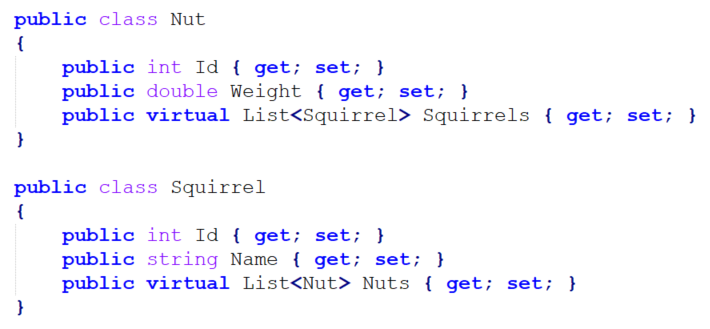 public class Nut
{
public int Id { get; set; }
public double Weight { get; set; }
public virtual List<Squirrel> Squirrels { get; set; }
}
public class Squirrel
{
public int Id { get; set; }
public string Name { get; set; }
public virtual List<Nut> Nuts { get; set; }
}